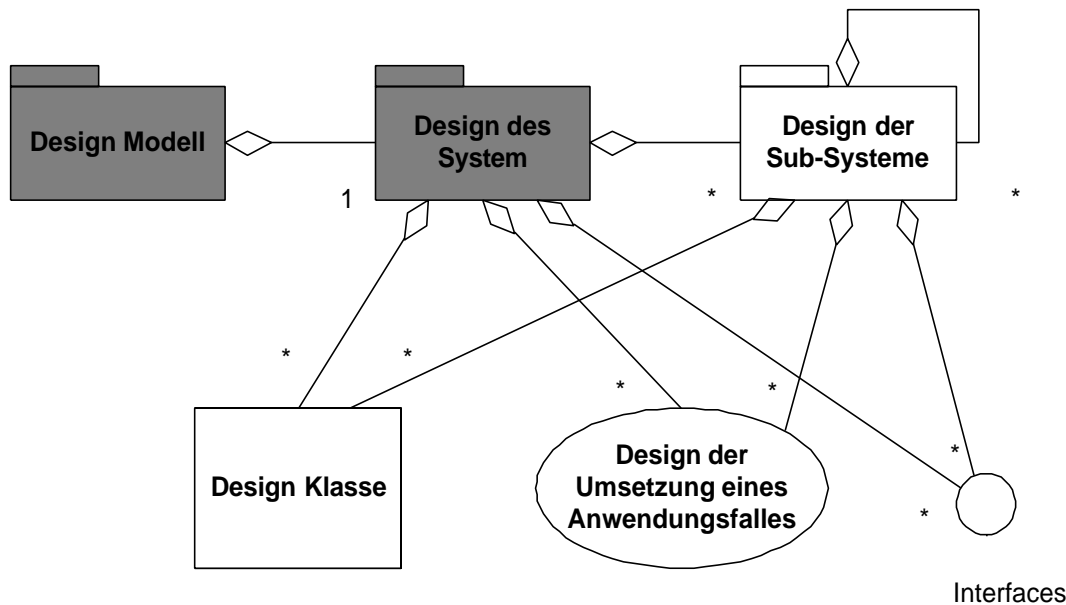 Design Modell
Design des
System
Design der
Sub-Systeme
1
*
*
*
*
*
*
*
*
Design Klasse
Design der
Umsetzung eines
Anwendungsfalles
Interfaces